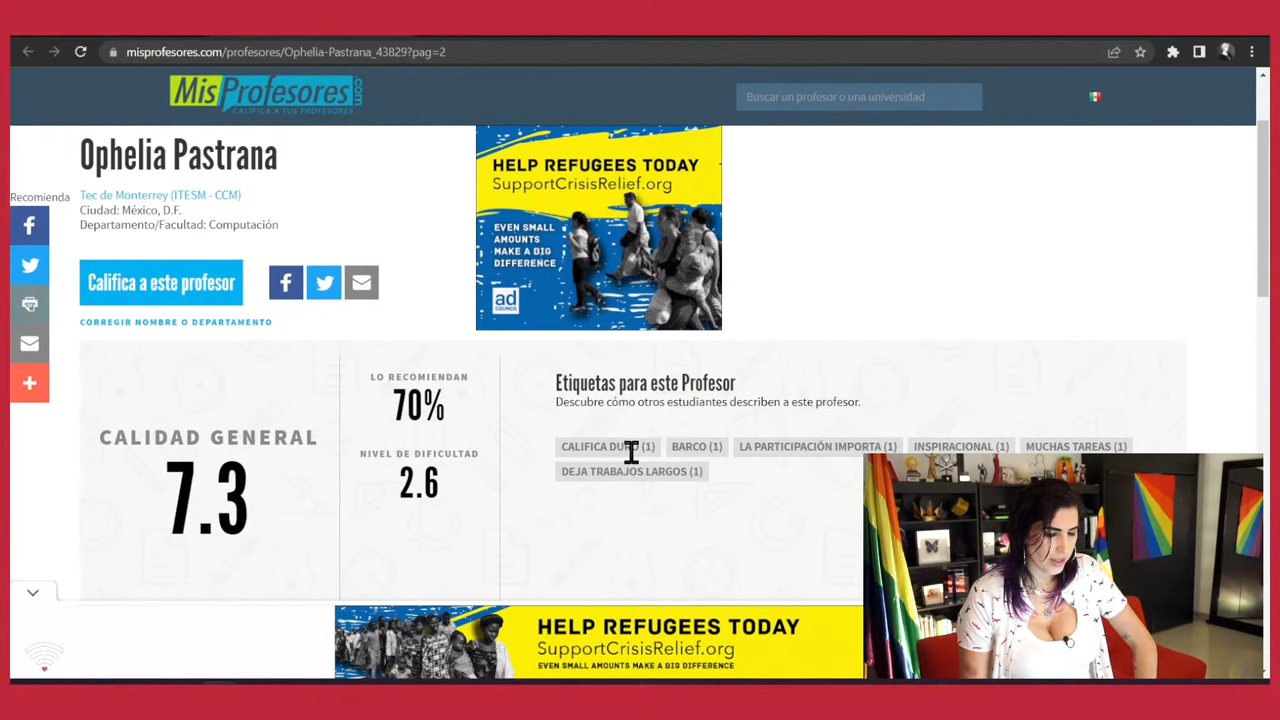 misprofesores.com/profesores/Ophelia-Pastrana_43829?pag=2
MisProfesores.com
CALIFICA A TUS PROFESORES
Buscar un profesor o una universidad
Ophelia Pastrana
Recomienda
Tec de Monterrey (ITESM - CCM)
Ciudad: México, D.F.
Departamento/Facultad: Computación
Califica a este profesor
CORREGIR NOMBRE O DEPARTAMENTO
HELP REFUGEES TODAY
SupportCrisisRelief.org
EVEN SMALL
AMOUNTS
MAKE A BIG
DIFFERENCE
ad
COUNCIL
CALIDAD GENERAL
7.3
LO RECOMIENDAN
70%
NIVEL DE DIFICULTAD
2.6
Etiquetas para este Profesor
Descubre cómo otros estudiantes describen a este profesor.
CALIFICA DURO (1) BARCO (1) LA PARTICIPACIÓN IMPORTA (1) INSPIRACIONAL (1) MUCHAS TAREAS (1)
DEJA TRABAJOS LARGOS (1)
HELP REFUGEES TODAY
SupportCrisisRelief.org
EVEN SMALL AMOUNTS MAKE A BIG DIFFERENCE